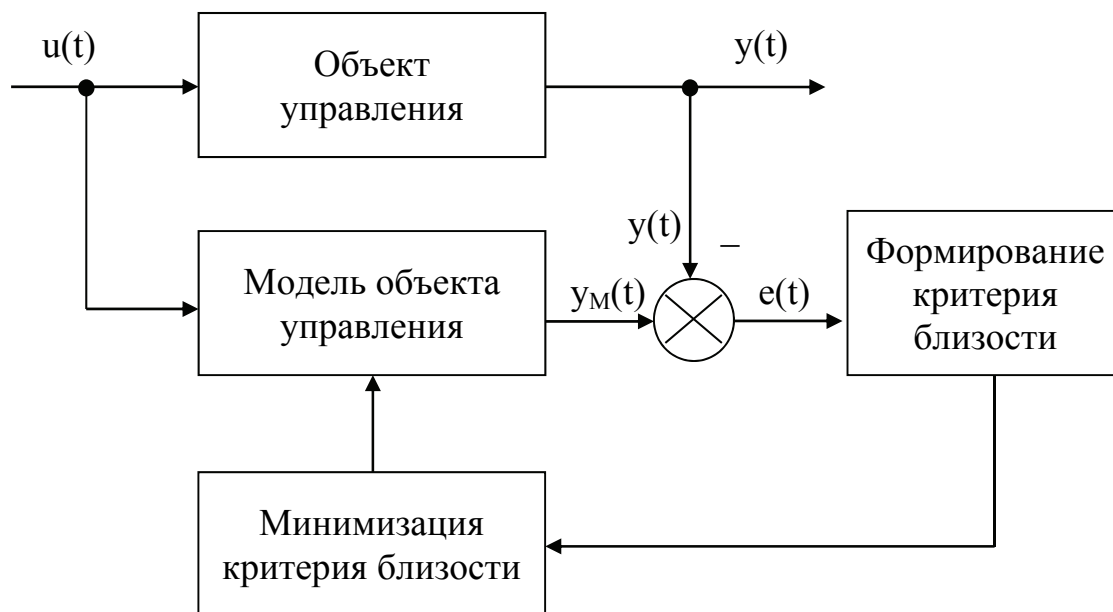 u(t)
Объект
управления
y(t)
y(t)
–
Модель объекта
управления
yМ(t)
e(t)
Формирование
критерия
близости
Минимизация
критерия близости